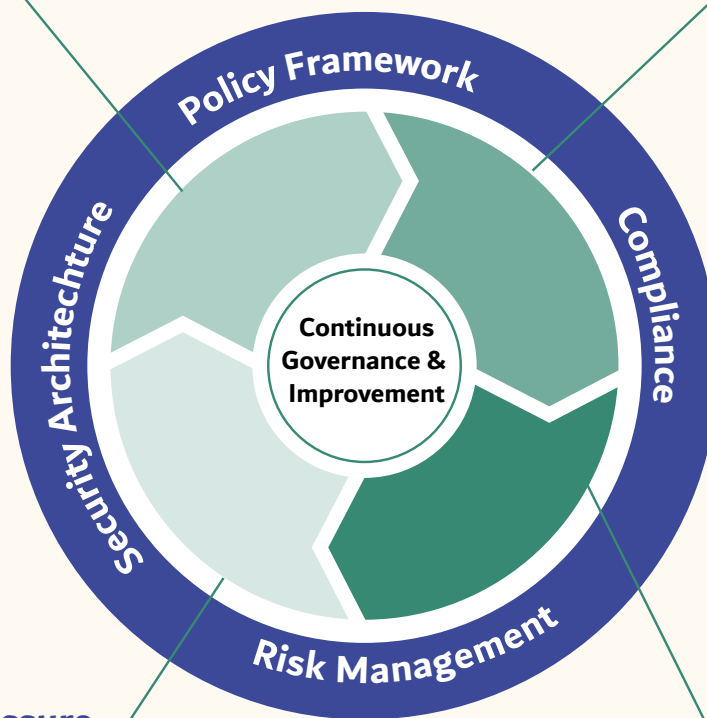 Policy Framework
Compliance
Security Architechture
Continuous
Governance &
Improvement
Risk Management